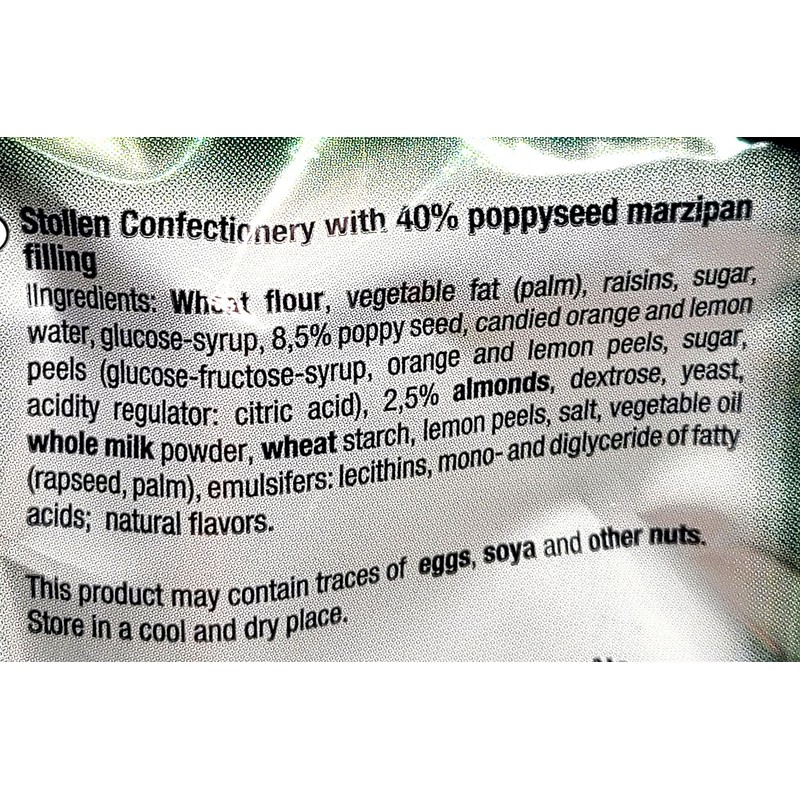 Stollen Confectionery with 40% poppyseed marzipan
filling
IIngredients: Wheat flour, vegetable fat (palm), raisins, sugar,
water, glucose-syrup, 8,5% poppy seed, candied orange and lemon
peels (glucose-fructose-syrup, orange and lemon peels, sugar,
acidity regulator: citric acid), 2,5% almonds, dextrose, yeast,
whole milk powder, wheat starch, lemon peels, salt, vegetable oil
(rapseed, palm), emulsifers: lecithins, mono- and diglyceride of fatty
acids; natural flavors.
This product may contain traces of eggs, soya and other nuts.
Store in a cool and dry place.